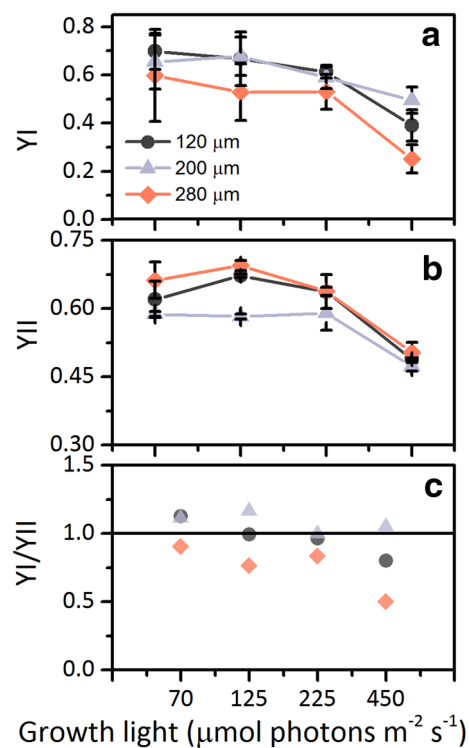 0.8
a
0.6
0.4
0.2
0.0
YI
120 μm
200 μm
280 μm
0.75
b
0.60
0.45
0.30
YII
1.5
c
1.0
0.5
0.0
YI/YII
70 125 225 450
Growth light (μmol photons m⁻² s⁻¹)